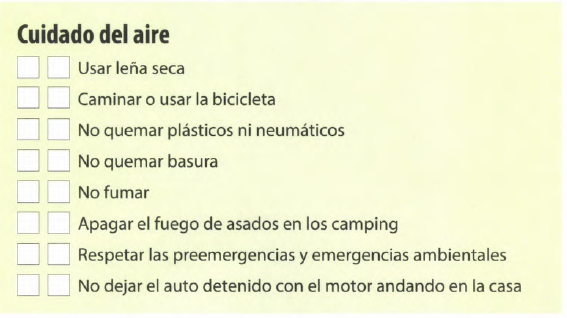 Cuidado del aire
Usar leña seca
Caminar o usar la bicicleta
No quemar plásticos ni neumáticos
No quemar basura
No fumar
Apagar el fuego de asados en los camping
Respetar las preemergencias y emergencias ambientales
No dejar el auto detenido con el motor andando en la casa